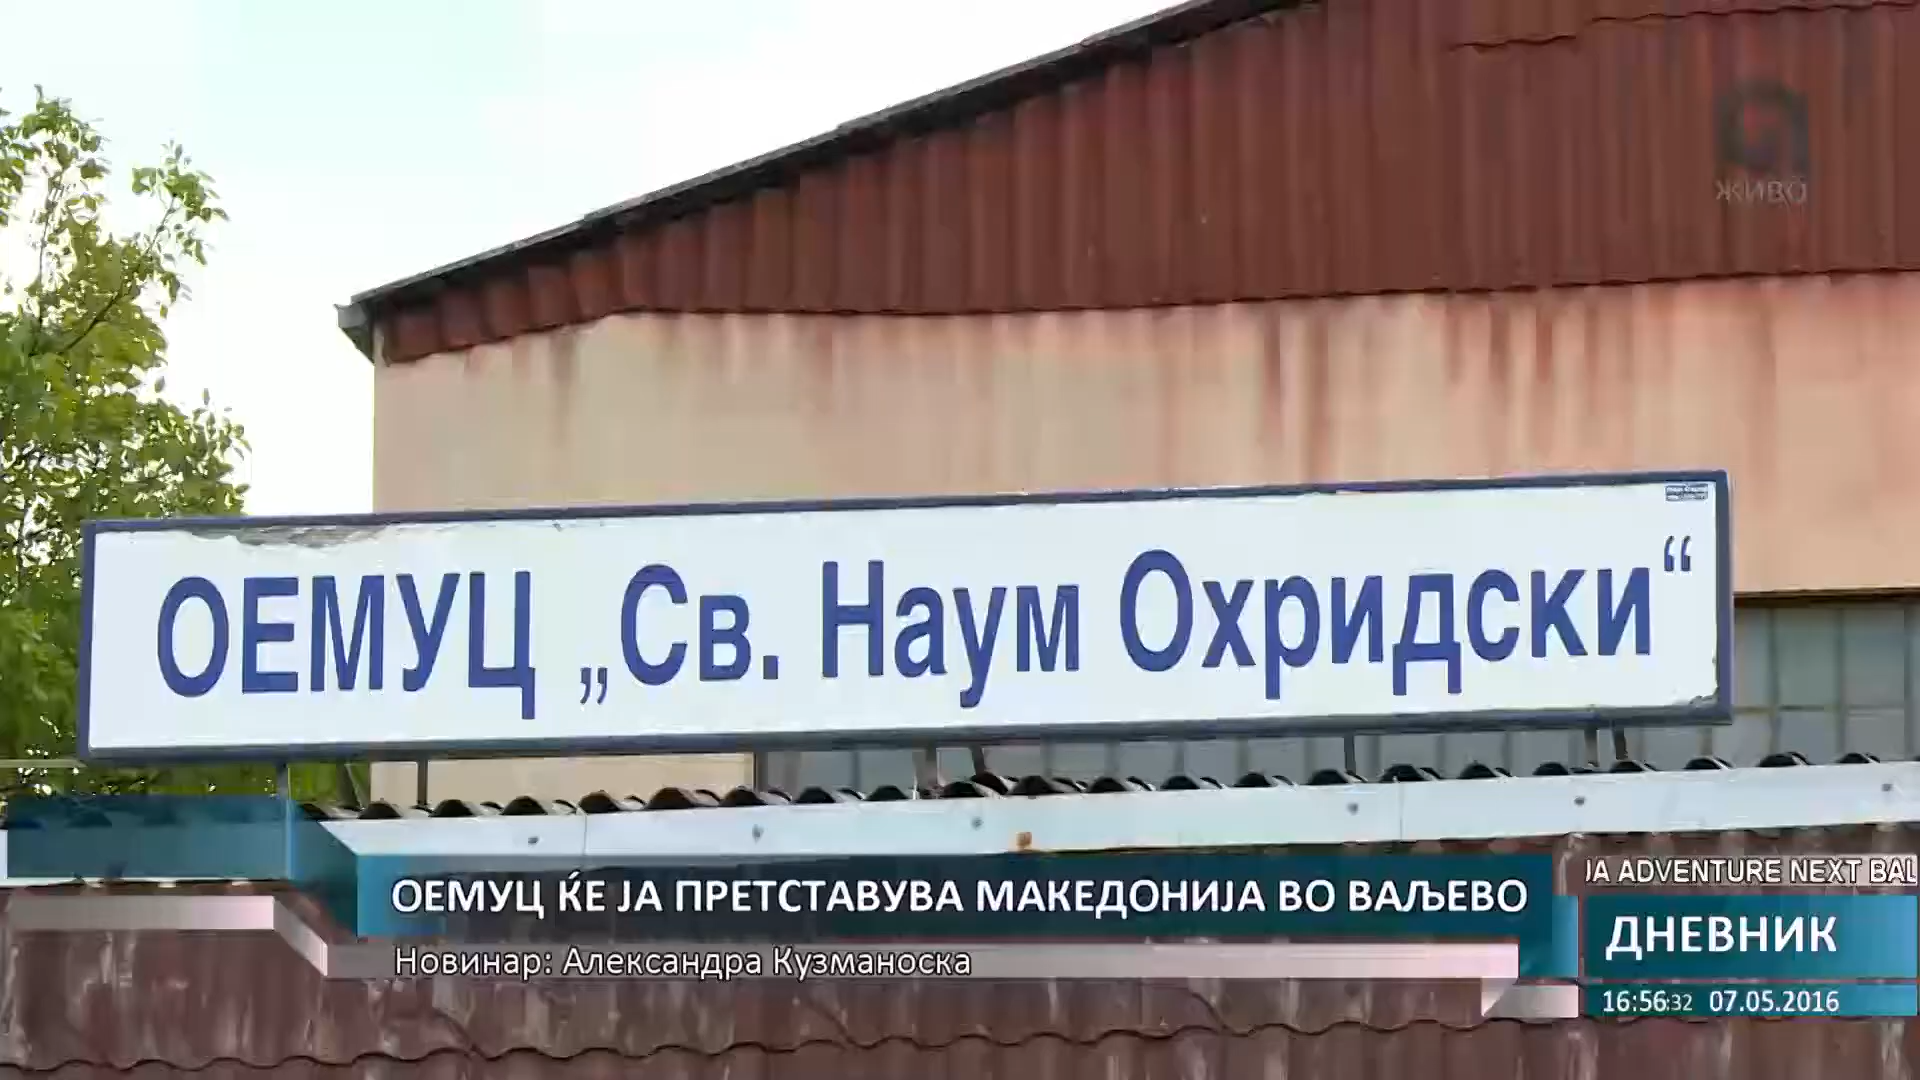 ЖИВО
ОЕМУЦ „Св. Наум Охридски“
ОЕМУЦ ЌЕ ЈА ПРЕТСТАВУВА МАКЕДОНИЈА ВО ВАЉЕВО
Новинар: Александра Кузманоска
JA ADVENTURE NEXT BAL
ДНЕВНИК
16:56:32 07.05.2016